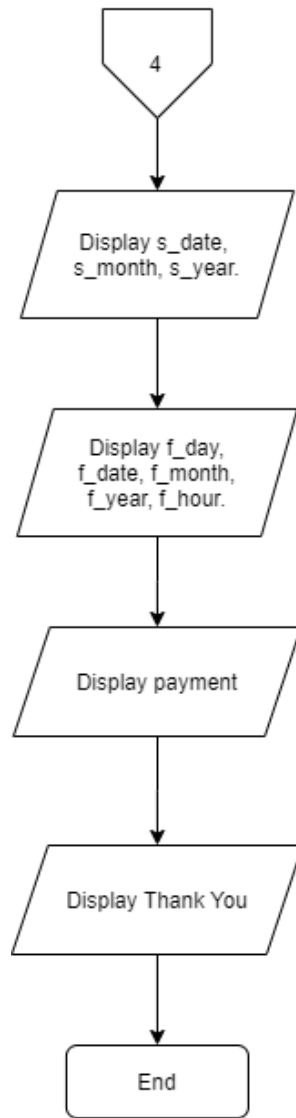 4
Display s_date,
s_month, s_year.
Display f_day,
f_date, f_month,
f_year, f_hour.
Display payment
Display Thank You
End